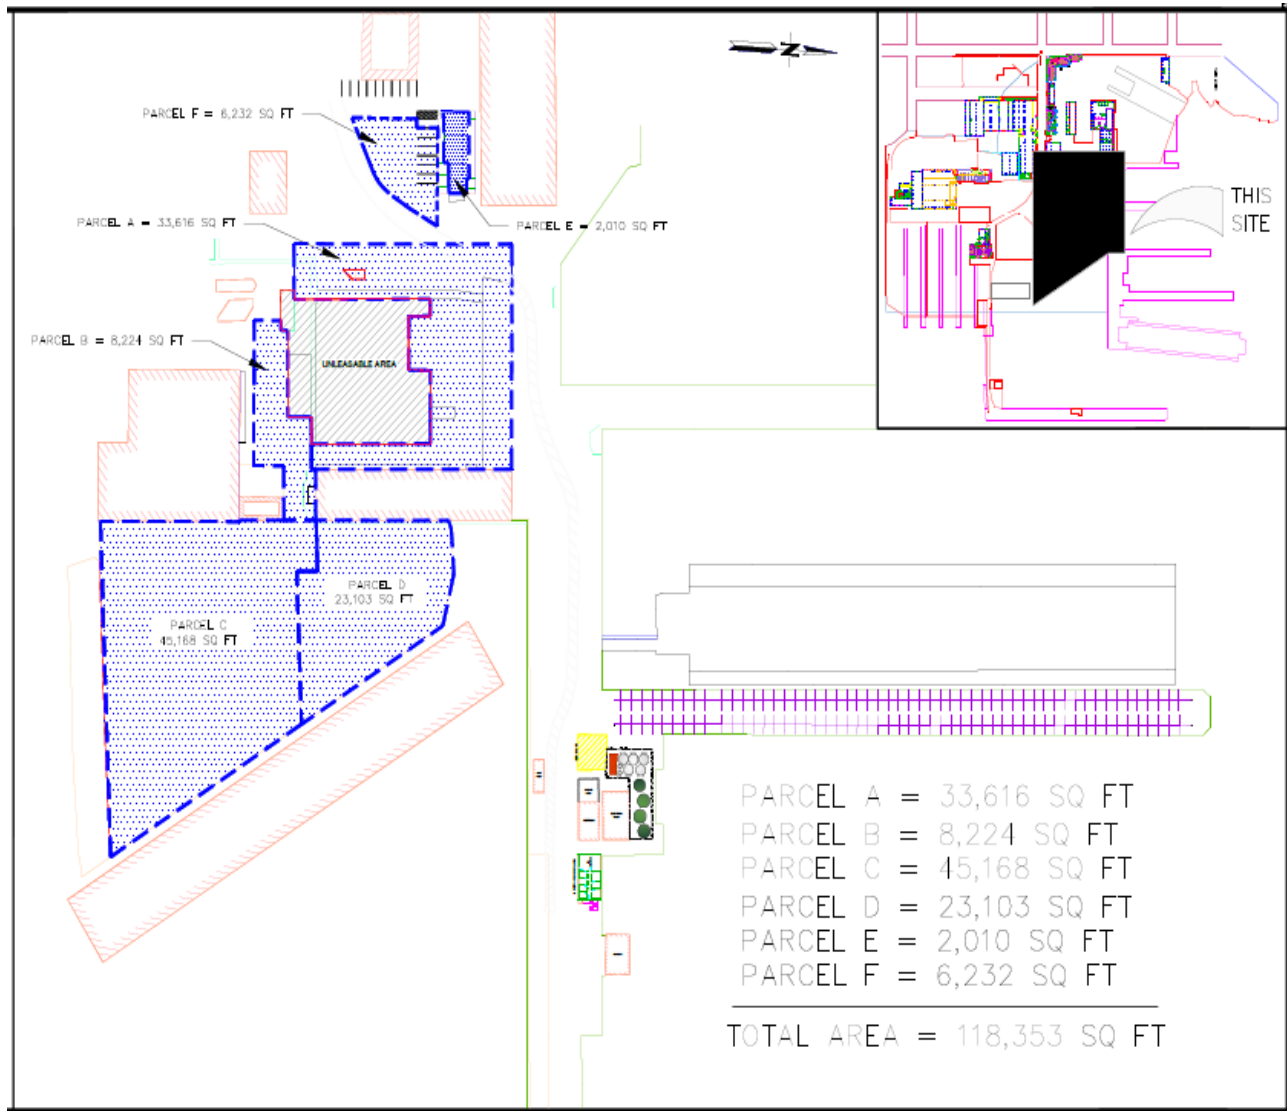 N
THIS
SITE
PARCEL F = 6,232 SQ FT
PARCEL A = 33,616 SQ FT
PARCEL E = 2,010 SQ FT
PARCEL B = 8,224 SQ FT
UNLEASABLE AREA
PARCEL D
23,103 SQ FT
PARCEL C
45,168 SQ FT
PARCEL A = 33,616 SQ FT
PARCEL B = 8,224 SQ FT
PARCEL C = 45,168 SQ FT
PARCEL D = 23,103 SQ FT
PARCEL E = 2,010 SQ FT
PARCEL F = 6,232 SQ FT
TOTAL AREA = 118,353 SQ FT